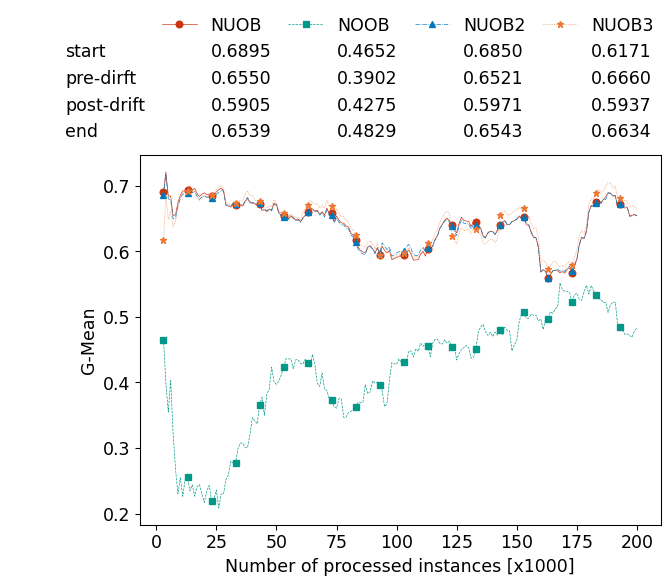 NUOB NOOB NUOB2 NUOB3
start 0.6895 0.4652 0.6850 0.6171
pre-dirft 0.6550 0.3902 0.6521 0.6660
post-drift 0.5905 0.4275 0.5971 0.5937
end 0.6539 0.4829 0.6543 0.6634
0.7
0.6
0.5
0.4
0.3
0.2
G-Mean
0 25 50 75 100 125 150 175 200
Number of processed instances [x1000]